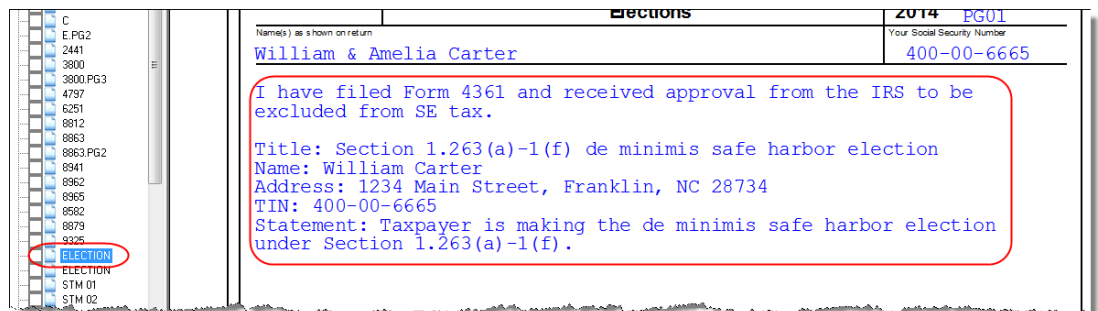 C
E.PG2
2441
3800
3800.PG3
4797
6251
8812
8863
8863.PG2
8941
8962
8965
8582
8879
9325
ELECTION
ELECTION
STM 01
STM 02
Elections
2014 PG01
Name(s) as shown on return
Your Social Security Number
William & Amelia Carter
400-00-6665
I have filed Form 4361 and received approval from the IRS to be
excluded from SE tax.
Title: Section 1.263(a)-1(f) de minimis safe harbor election
Name: William Carter
Address: 1234 Main Street, Franklin, NC 28734
TIN: 400-00-6665
Statement: Taxpayer is making the de minimis safe harbor election
under Section 1.263(a)-1(f).